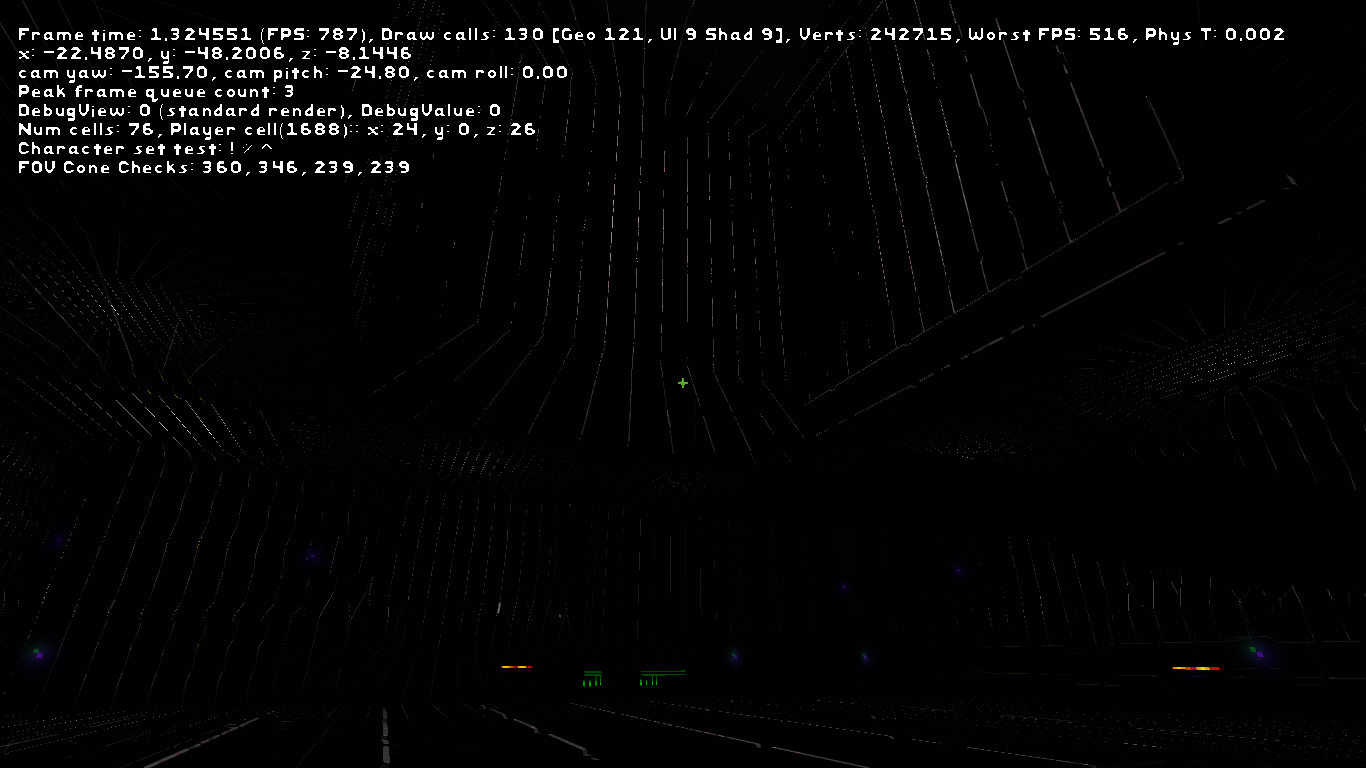 Frame time: 1.324551 (FPS: 787), Draw calls: 130 [Geo 121, UI 9 Shad 9], Verts: 242715, Worst FPS: 516, Phys T: 0.002
x: -22.4870, y: -48.2006, z: -8.1446
cam yaw: -155.70, cam pitch: -24.80, cam roll: 0.00
Peak frame queue count: 3
DebugView: 0 (standard render), DebugValue: 0
Num cells: 76, Player cell(1688):: x: 24, y: 0, z: 26
Character set test: ! ⁄ ^
FOV Cone Checks: 360, 346, 239, 239